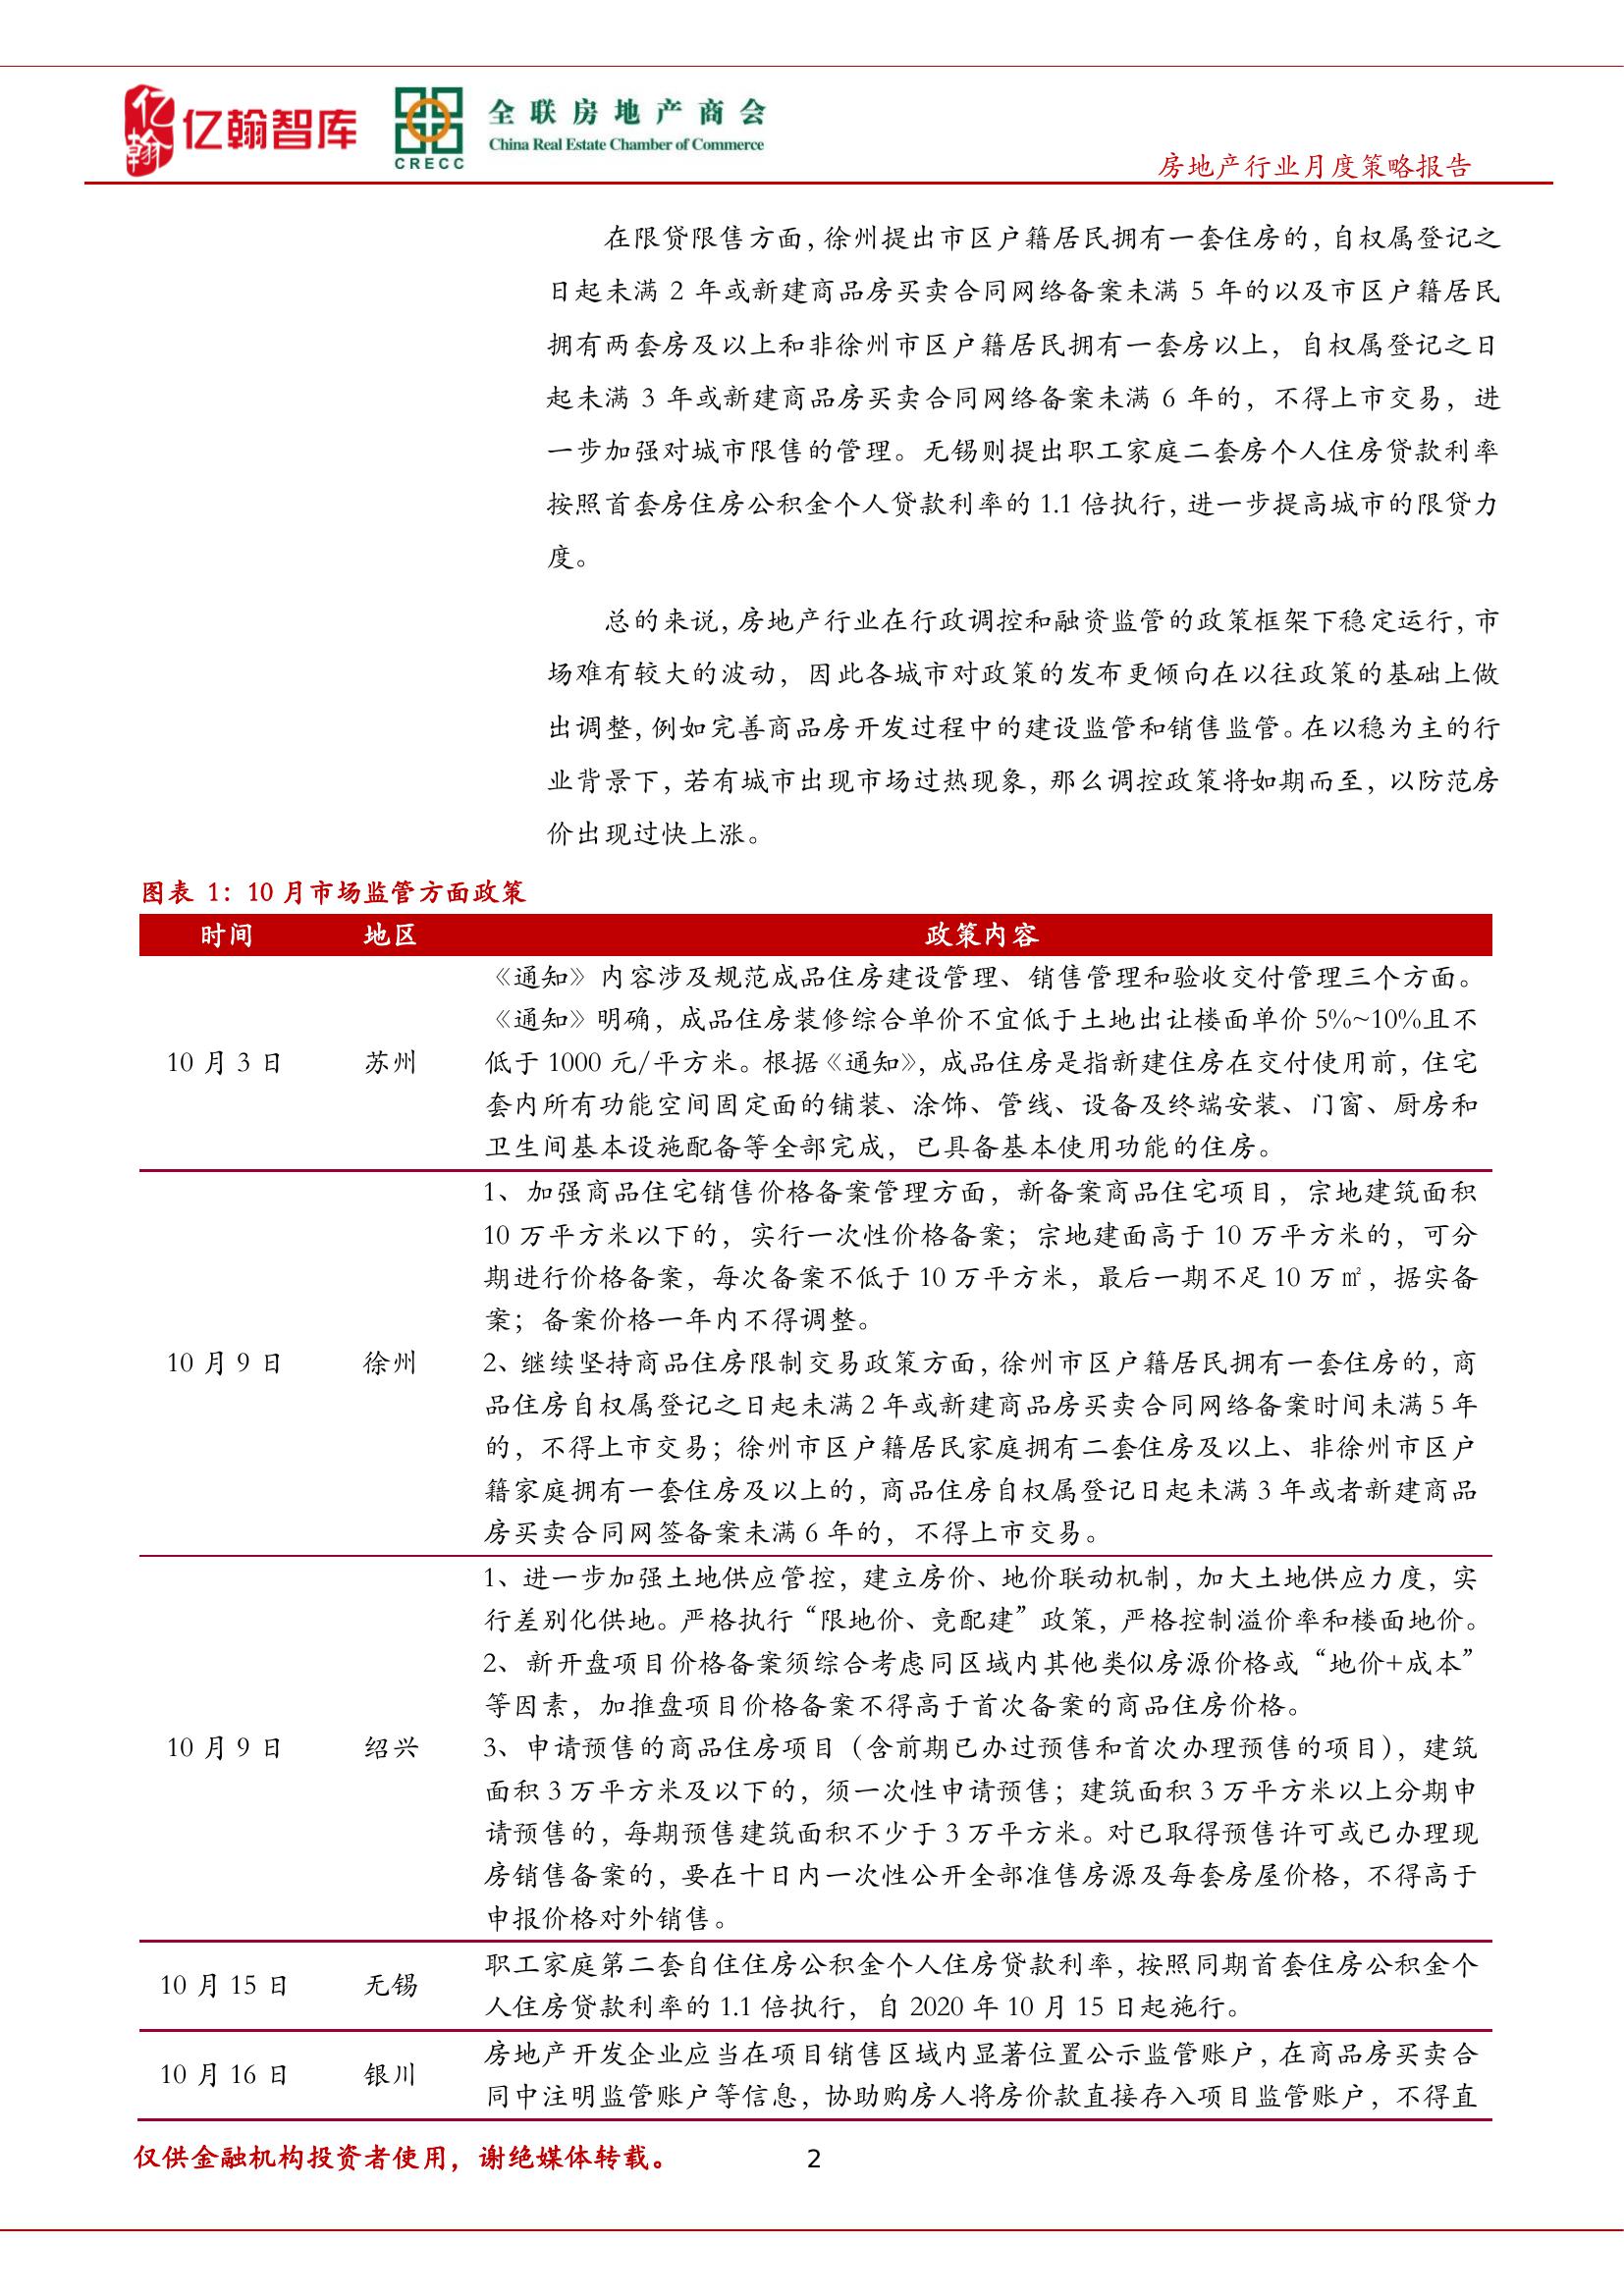 亿翰
亿翰智库
CRECC
全联房地产商会
China Real Estate Chamber of Commerce
房地产行业月度策略报告
在限贷限售方面，徐州提出市区户籍居民拥有一套住房的，自权属登记之
日起未满 2 年或新建商品房买卖合同网络备案未满 5 年的以及市区户籍居民
拥有两套房及以上和非徐州市区户籍居民拥有一套房以上，自权属登记之日
起未满 3 年或新建商品房买卖合同网络备案未满 6 年的，不得上市交易，进
一步加强对城市限售的管理。无锡则提出职工家庭二套房个人住房贷款利率
按照首套房住房公积金个人贷款利率的 1.1 倍执行，进一步提高城市的限贷力
度。
总的来说，房地产行业在行政调控和融资监管的政策框架下稳定运行，市
场难有较大的波动，因此各城市对政策的发布更倾向在以往政策的基础上做
出调整，例如完善商品房开发过程中的建设监管和销售监管。在以稳为主的行
业背景下，若有城市出现市场过热现象，那么调控政策将如期而至，以防范房
价出现过快上涨。
图表 1：10 月市场监管方面政策
时间 地区 政策内容
《通知》内容涉及规范成品住房建设管理、销售管理和验收交付管理三个方面。
《通知》明确，成品住房装修综合单价不宜低于土地出让楼面单价 5%~10%且不
10 月 3 日 苏州 低于 1000 元/平方米。根据《通知》，成品住房是指新建住房在交付使用前，住宅
套内所有功能空间固定面的铺装、涂饰、管线、设备及终端安装、门窗、厨房和
卫生间基本设施配备等全部完成，已具备基本使用功能的住房。
1、加强商品住宅销售价格备案管理方面，新备案商品住宅项目，宗地建筑面积
10 万平方米以下的，实行一次性价格备案；宗地建面高于 10 万平方米的，可分
期进行价格备案，每次备案不低于 10 万平方米，最后一期不足 10 万㎡，据实备
案；备案价格一年内不得调整。
10 月 9 日 徐州 2、继续坚持商品住房限制交易政策方面，徐州市区户籍居民拥有一套住房的，商
品住房自权属登记之日起未满 2 年或新建商品房买卖合同网络备案时间未满 5 年
的，不得上市交易；徐州市区户籍居民家庭拥有二套住房及以上、非徐州市区户
籍家庭拥有一套住房及以上的，商品住房自权属登记日起未满 3 年或者新建商品
房买卖合同网签备案未满 6 年的，不得上市交易。
1、进一步加强土地供应管控，建立房价、地价联动机制，加大土地供应力度，实
行差别化供地。严格执行“限地价、竞配建”政策，严格控制溢价率和楼面地价。
2、新开盘项目价格备案须综合考虑同区域内其他类似房源价格或“地价+成本”
等因素，加推盘项目价格备案不得高于首次备案的商品住房价格。
10 月 9 日 绍兴 3、申请预售的商品住房项目（含前期已办过预售和首次办理预售的项目），建筑
面积 3 万平方米及以下的，须一次性申请预售；建筑面积 3 万平方米以上分期申
请预售的，每期预售建筑面积不少于 3 万平方米。对已取得预售许可或已办理现
房销售备案的，要在十日内一次性公开全部准售房源及每套房屋价格，不得高于
申报价格对外销售。
职工家庭第二套自住住房公积金个人住房贷款利率，按照同期首套住房公积金个
10 月 15 日 无锡 人住房贷款利率的 1.1 倍执行，自 2020 年 10 月 15 日起施行。
房地产开发企业应当在项目销售区域内显著位置公示监管账户，在商品房买卖合
10 月 16 日 银川 同中注明监管账户等信息，协助购房人将房价款直接存入项目监管账户，不得直
仅供金融机构投资者使用，谢绝媒体转载。 2